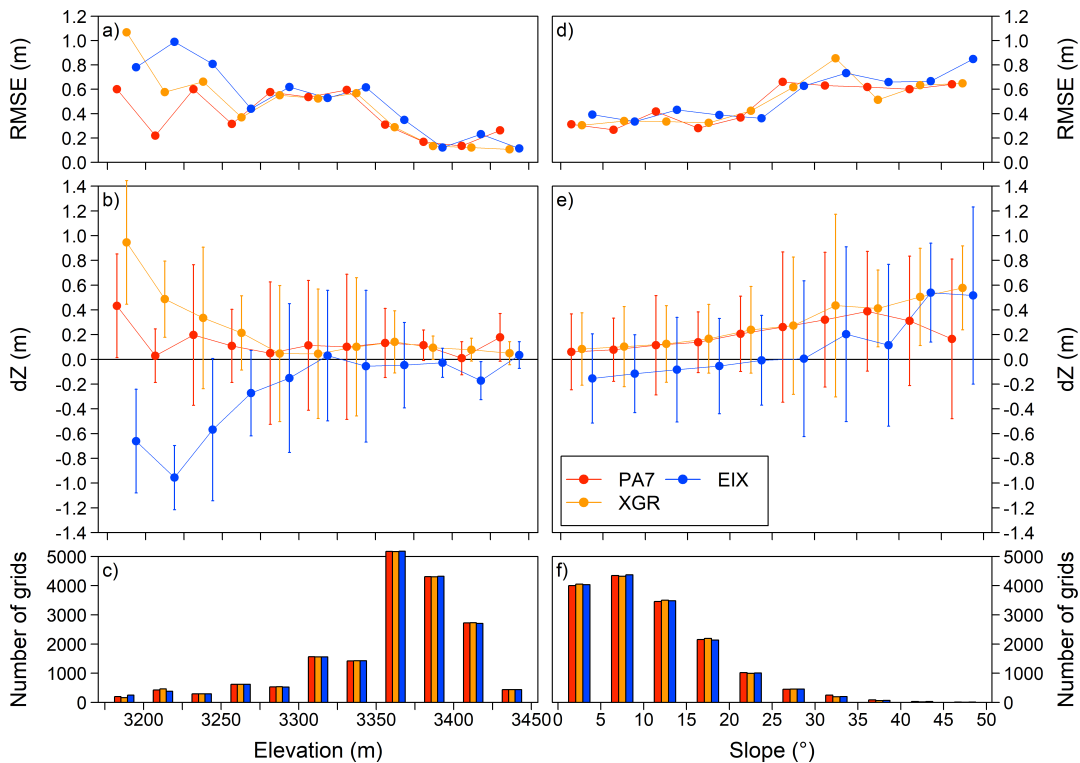 a)
RMSE (m)
1.2
1.0
0.8
0.6
0.4
0.2
0.0
d)
1.2
1.0
0.8
0.6
0.4
0.2
0.0
RMSE (m)
b)
dZ (m)
1.4
1.2
1.0
0.8
0.6
0.4
0.2
0.0
-0.2
-0.4
-0.6
-0.8
-1.0
-1.2
-1.4
e)
PA7
EIX
XGR
1.4
1.2
1.0
0.8
0.6
0.4
0.2
0.0
-0.2
-0.4
-0.6
-0.8
-1.0
-1.2
-1.4
dZ (m)
c)
Number of grids
5000
4000
3000
2000
1000
0
3200 3250 3300 3350 3400 3450
Elevation (m)
f)
5000
4000
3000
2000
1000
0
Number of grids
0 5 10 15 20 25 30 35 40 45 50
Slope (°)